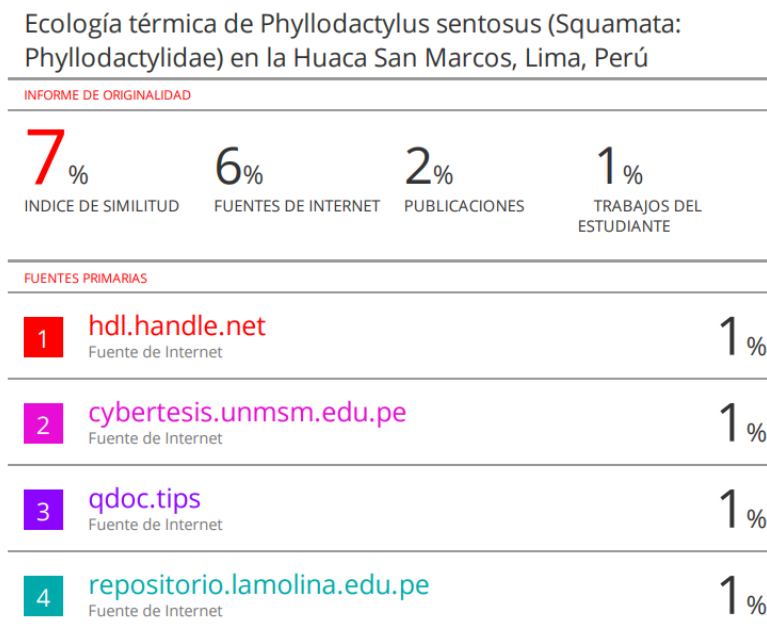 Ecología térmica de Phyllodactylus sentosus (Squamata:
Phyllodactylidae) en la Huaca San Marcos, Lima, Perú
INFORME DE ORIGINALIDAD
7%
6%
2%
1%
INDICE DE SIMILITUD
FUENTES DE INTERNET
PUBLICACIONES
TRABAJOS DEL
ESTUDIANTE
FUENTES PRIMARIAS
1
hdl.handle.net
Fuente de Internet
1%
2
cybertesis.unmsm.edu.pe
Fuente de Internet
1%
3
qdoc.tips
Fuente de Internet
1%
4
repositorio.lamolina.edu.pe
Fuente de Internet
1%